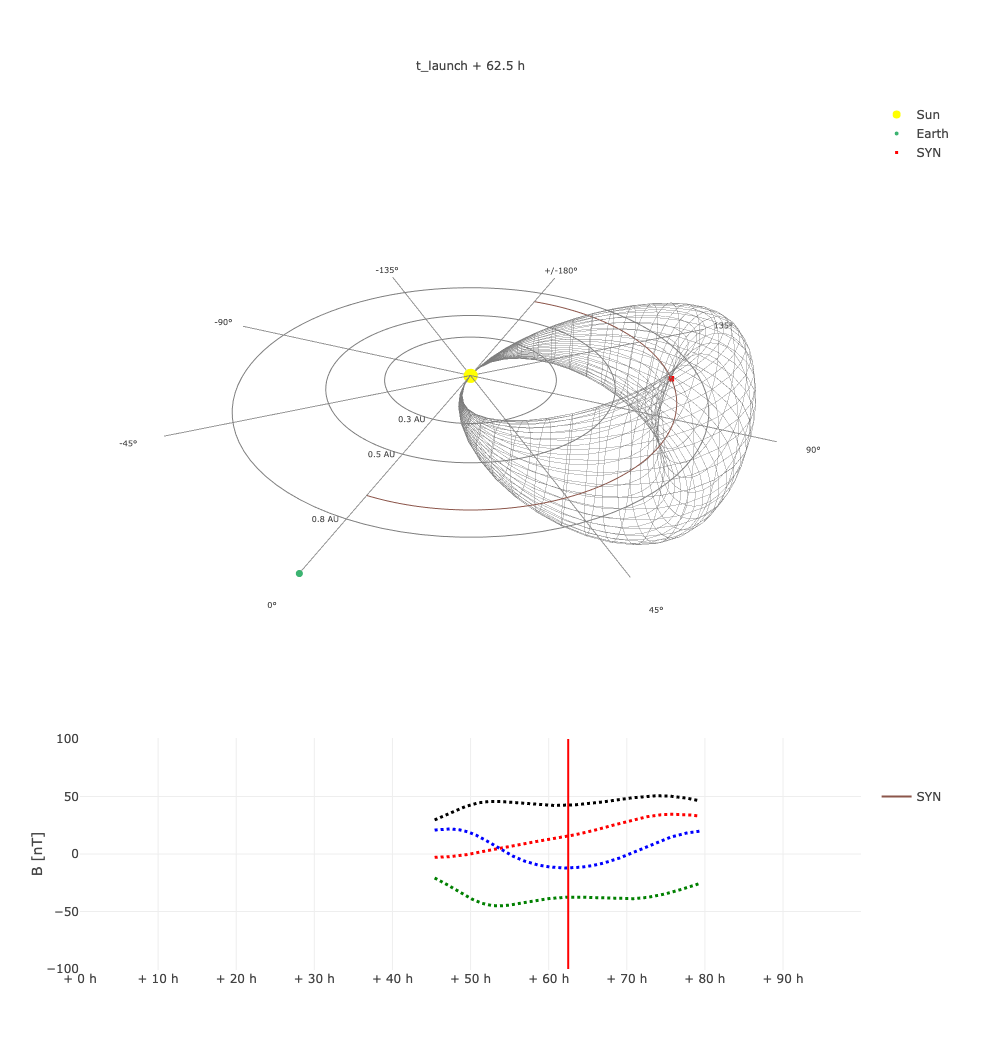 t_launch + 62.5 h
Sun
Earth
SYN
-135°
+/-180°
-90°
135°
0.3 AU
-45°
90°
0.5 AU
0.8 AU
0°
45°
100
50
SYN
0
B [nT]
−50
−100
+ 0 h
+ 10 h
+ 20 h
+ 30 h
+ 40 h
+ 50 h
+ 60 h
+ 70 h
+ 80 h
+ 90 h